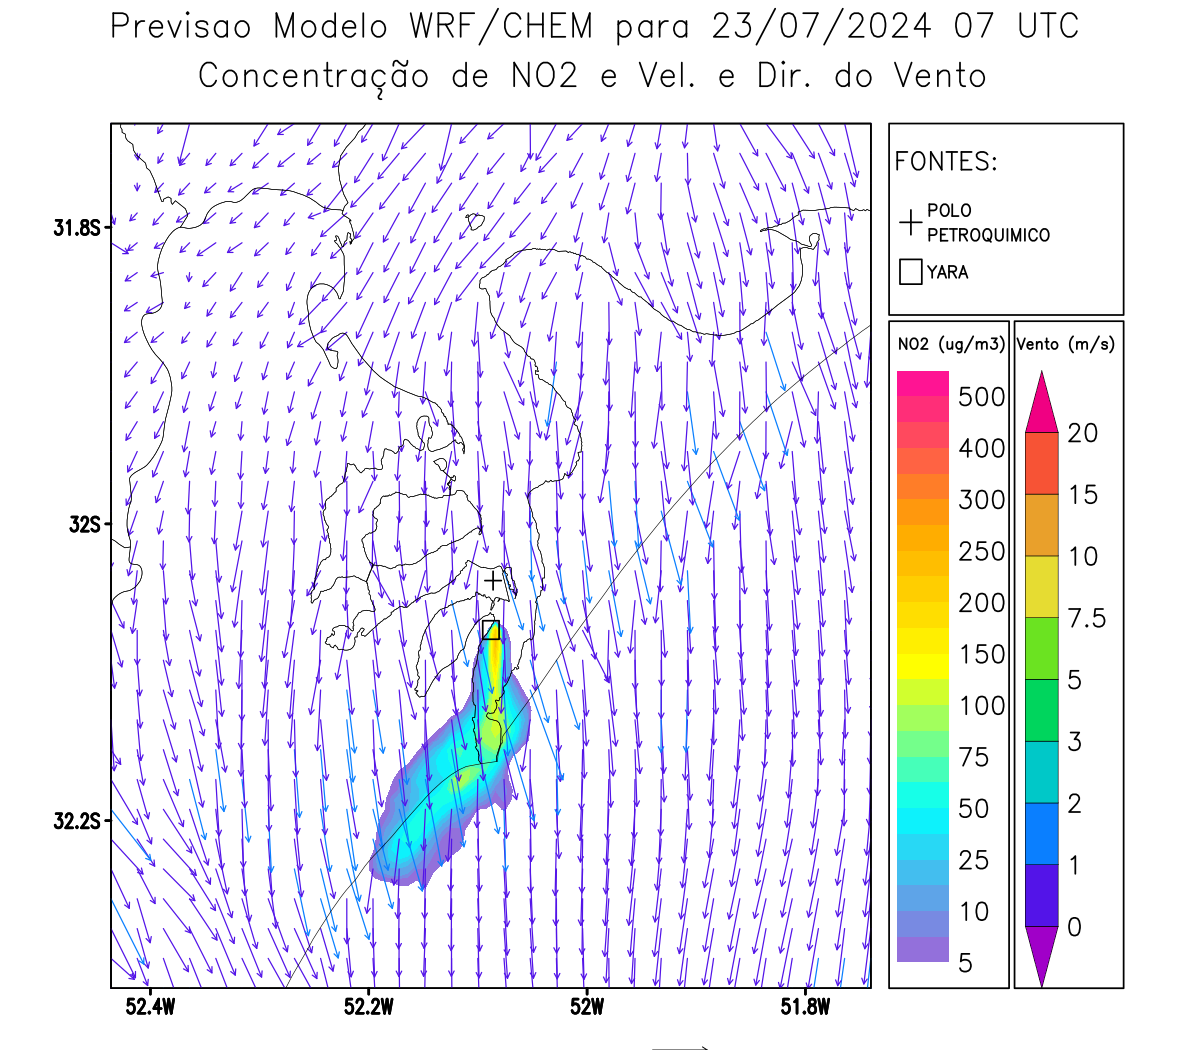 Previsao Modelo WRF/CHEM para 23/07/2024 07 UTC
Concentração de NO2 e Vel. e Dir. do Vento
FONTES:
POLO
PETROQUIMICO
YARA
NO2 (ug/m3)
500
400
300
250
200
150
100
75
50
25
10
5
Vento (m/s)
20
15
10
7.5
5
3
2
1
0
31.8S
32S
32.2S
52.4W
52.2W
52W
51.8W